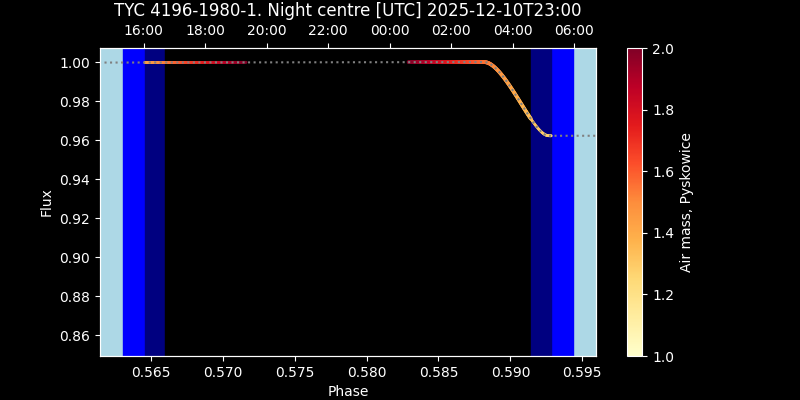 TYC 4196-1980-1. Night centre [UTC] 2025-12-10T23:00
16:00 18:00 20:00 22:00 00:00 02:00 04:00 06:00
1.00
0.98
0.96
0.94
0.92
0.90
0.88
0.86
Flux
0.565 0.570 0.575 0.580 0.585 0.590 0.595
Phase
2.0
1.8
1.6
1.4
1.2
1.0
Air mass, Pyskowice